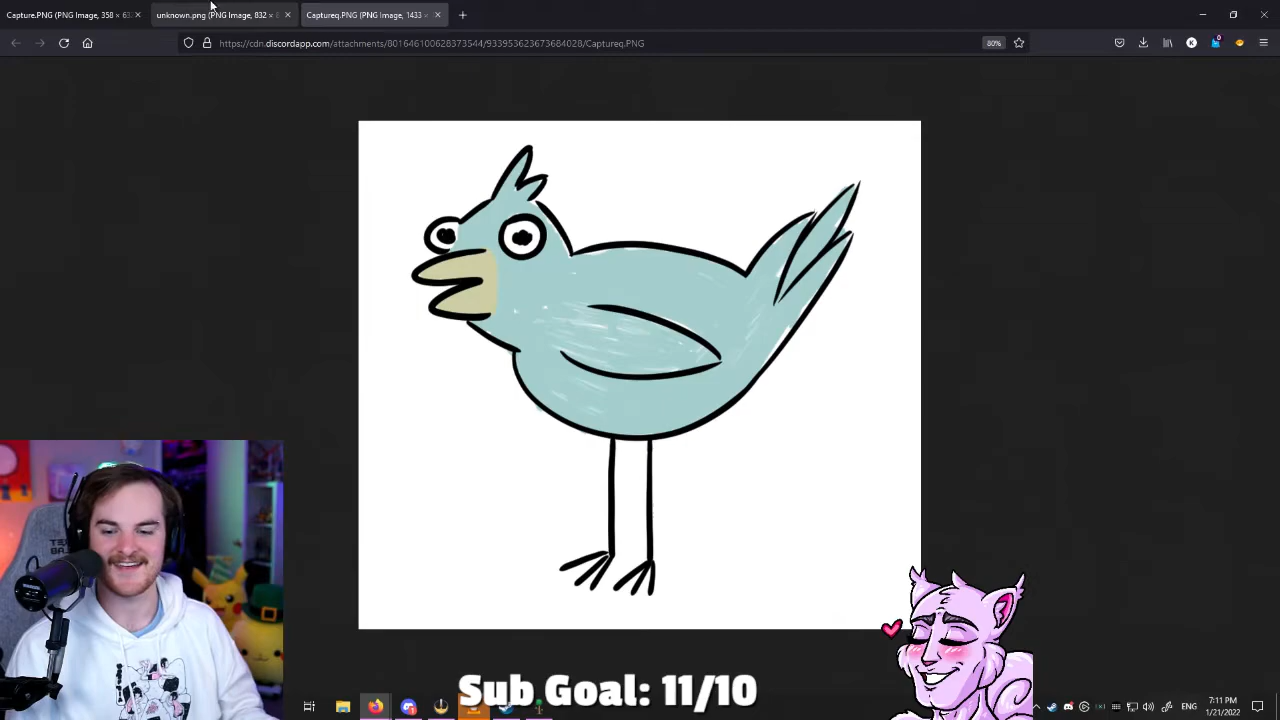 Capture.PNG (PNG Image, 358 × 63
unknown.png (PNG Image, 832 ×
Captureq.PNG (PNG Image, 1433 ×
https://cdn.discordapp.com/attachments/801646100628373544/933953623673684028/Captureq.PNG
80%
0
Sub Goal: 11/10
ENG
7:11 PM
1/21/2022